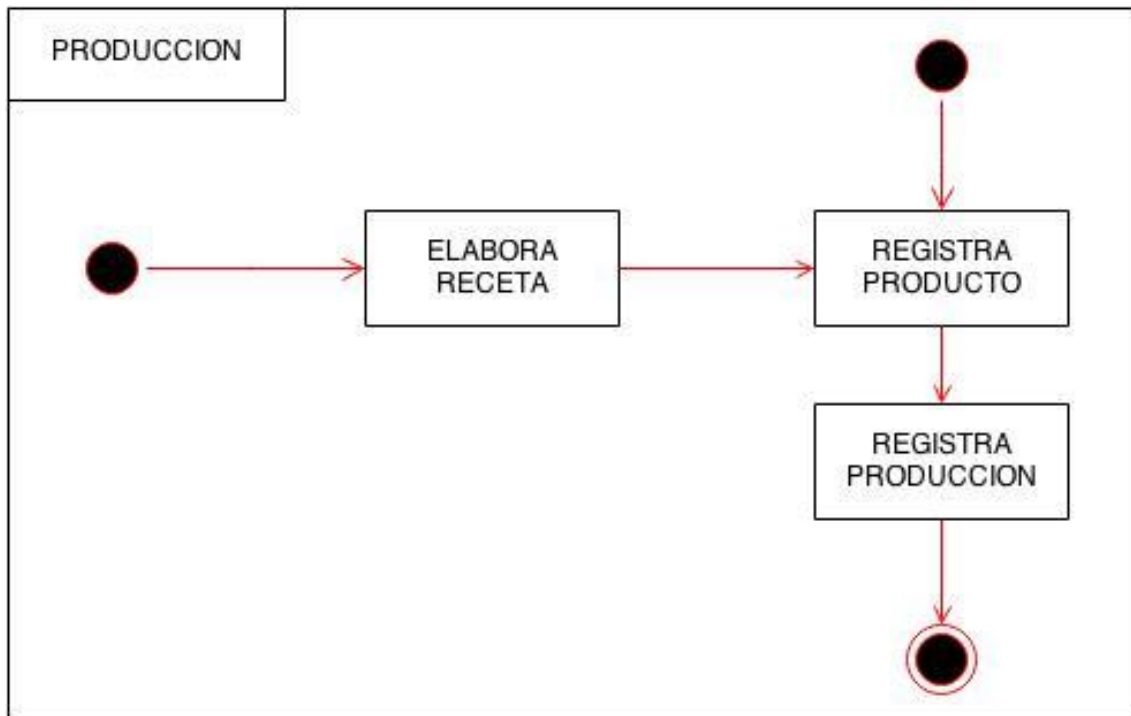 PRODUCCION
ELABORA
RECETA
REGISTRA
PRODUCTO
REGISTRA
PRODUCCION